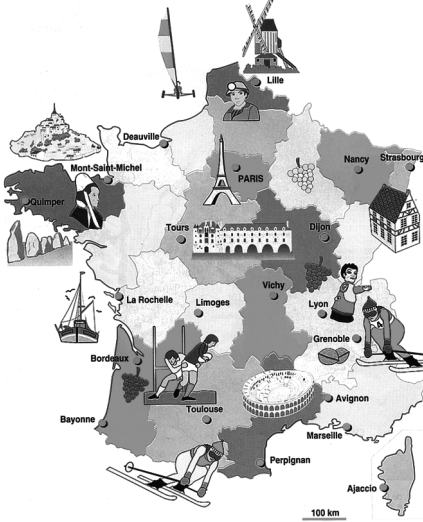 Lille
Deauville
Mont-Saint-Michel
PARIS
Nancy
Strasbourg
Quimper
Tours
Dijon
Vichy
La Rochelle
Limoges
Lyon
Grenoble
Bordeaux
Avignon
Toulouse
Bayonne
Marseille
Perpignan
Ajaccio
100 km